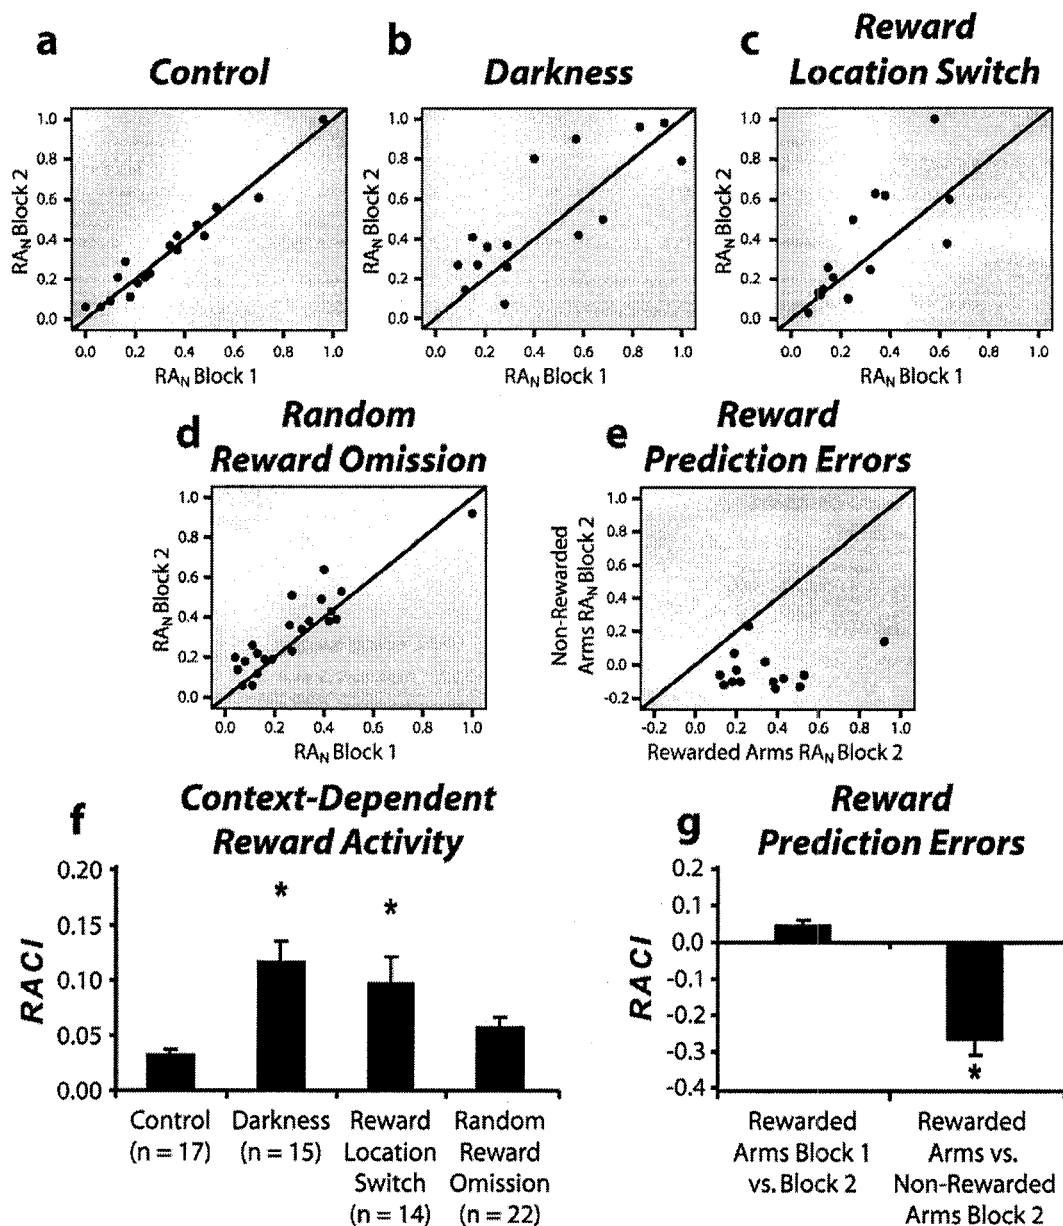 a
Control
b
Darkness
c
Reward
Location Switch
1.0
0.8
0.6
0.4
0.2
0.0
RAN Block 2
0.0 0.2 0.4 0.6 0.8 1.0
RAN Block 1
1.0
0.8
0.6
0.4
0.2
0.0
RAN Block 2
0.0 0.2 0.4 0.6 0.8 1.0
RAN Block 1
1.0
0.8
0.6
0.4
0.2
0.0
RAN Block 2
0.0 0.2 0.4 0.6 0.8 1.0
RAN Block 1
d
Random
Reward Omission
1.0
0.8
0.6
0.4
0.2
0.0
RAN Block 2
0.0 0.2 0.4 0.6 0.8 1.0
RAN Block 1
e
Reward
Prediction Errors
1.0
0.8
0.6
0.4
0.2
0.0
-0.2
Non-Rewarded
Arms RAN Block 2
-0.2 0.0 0.2 0.4 0.6 0.8 1.0
Rewarded Arms RAN Block 2
f
Context-Dependent
Reward Activity
0.20
0.15
0.10
0.05
0.00
RACI
* *
Control
(n = 17)
Darkness
(n = 15)
Reward
Location
Switch
(n = 14)
Random
Reward
Omission
(n = 22)
g
Reward
Prediction Errors
0.2
0.1
0.0
-0.1
-0.2
-0.3
-0.4
RACI
*
Rewarded
Arms Block 1
vs. Block 2
Rewarded
Arms vs.
Non-Rewarded
Arms Block 2